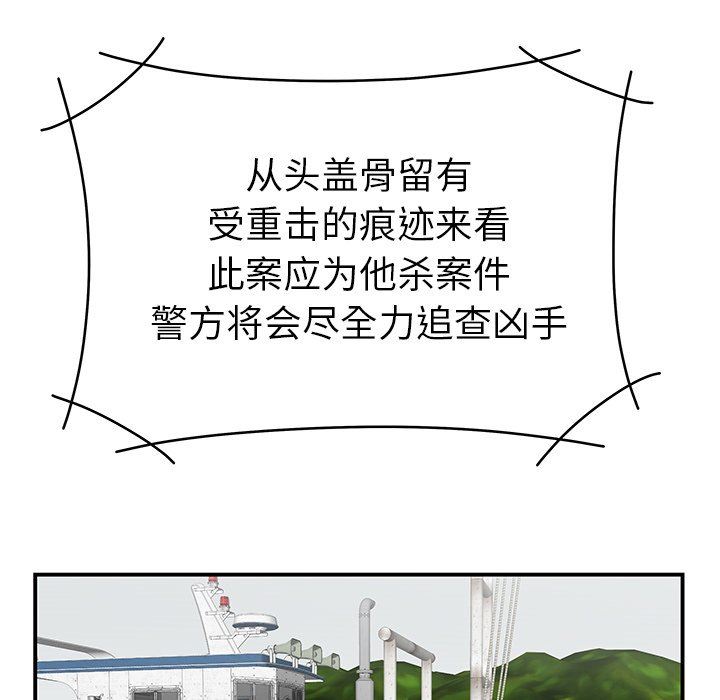 从头盖骨留有
受重击的痕迹来看
此案应为他杀案件
警方将会尽全力追查凶手